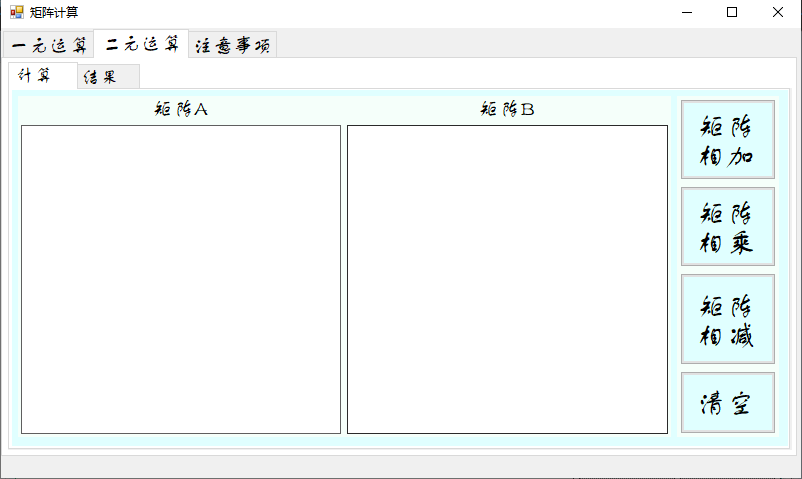 矩阵计算
一元运算 二元运算 注意事项
计算 结果
矩阵A 矩阵B
矩阵
相加
矩阵
相乘
矩阵
相减
清空